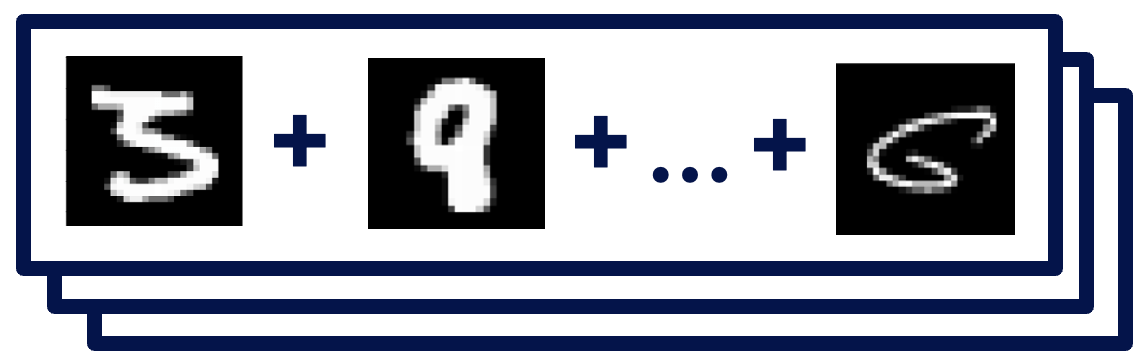 3 + 9 + .... + 6